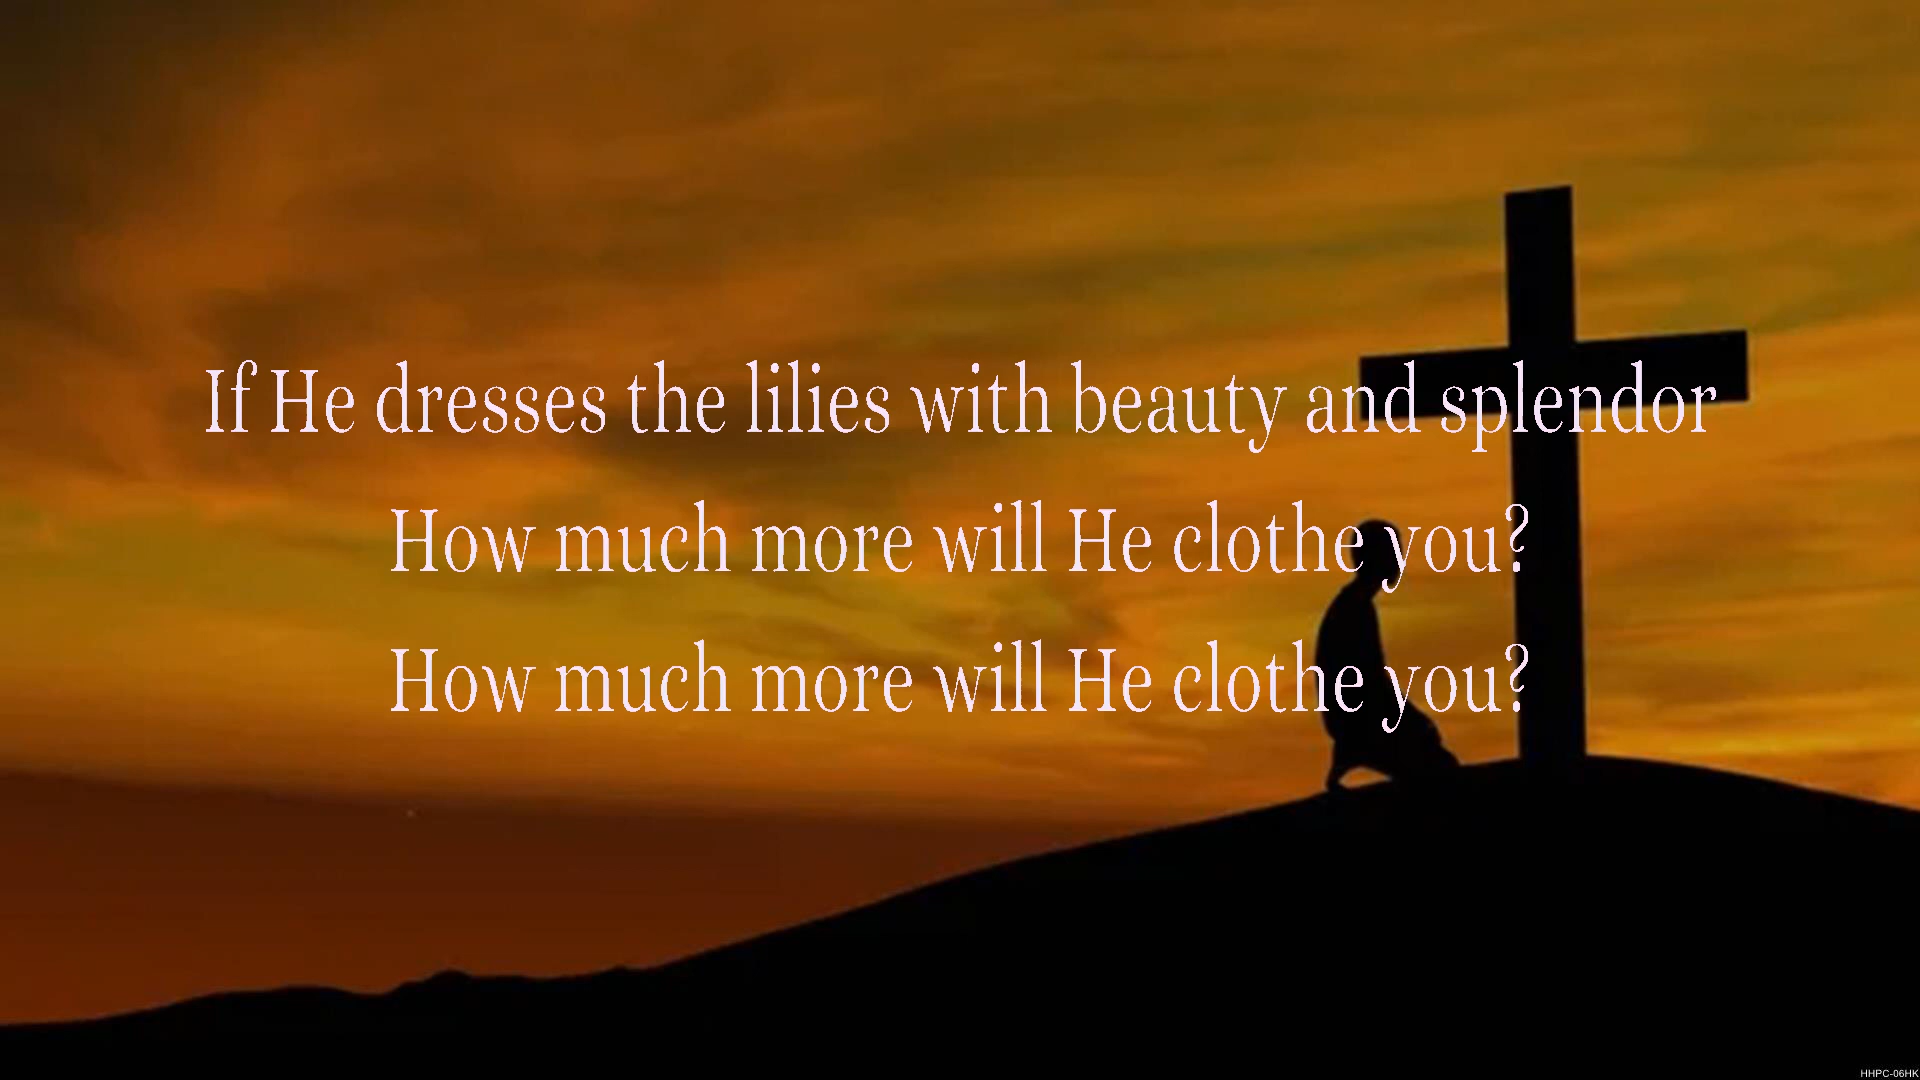 If He dresses the lilies with beauty and splendor
How much more will He clothe you?
How much more will He clothe you?
HHPC-06HK